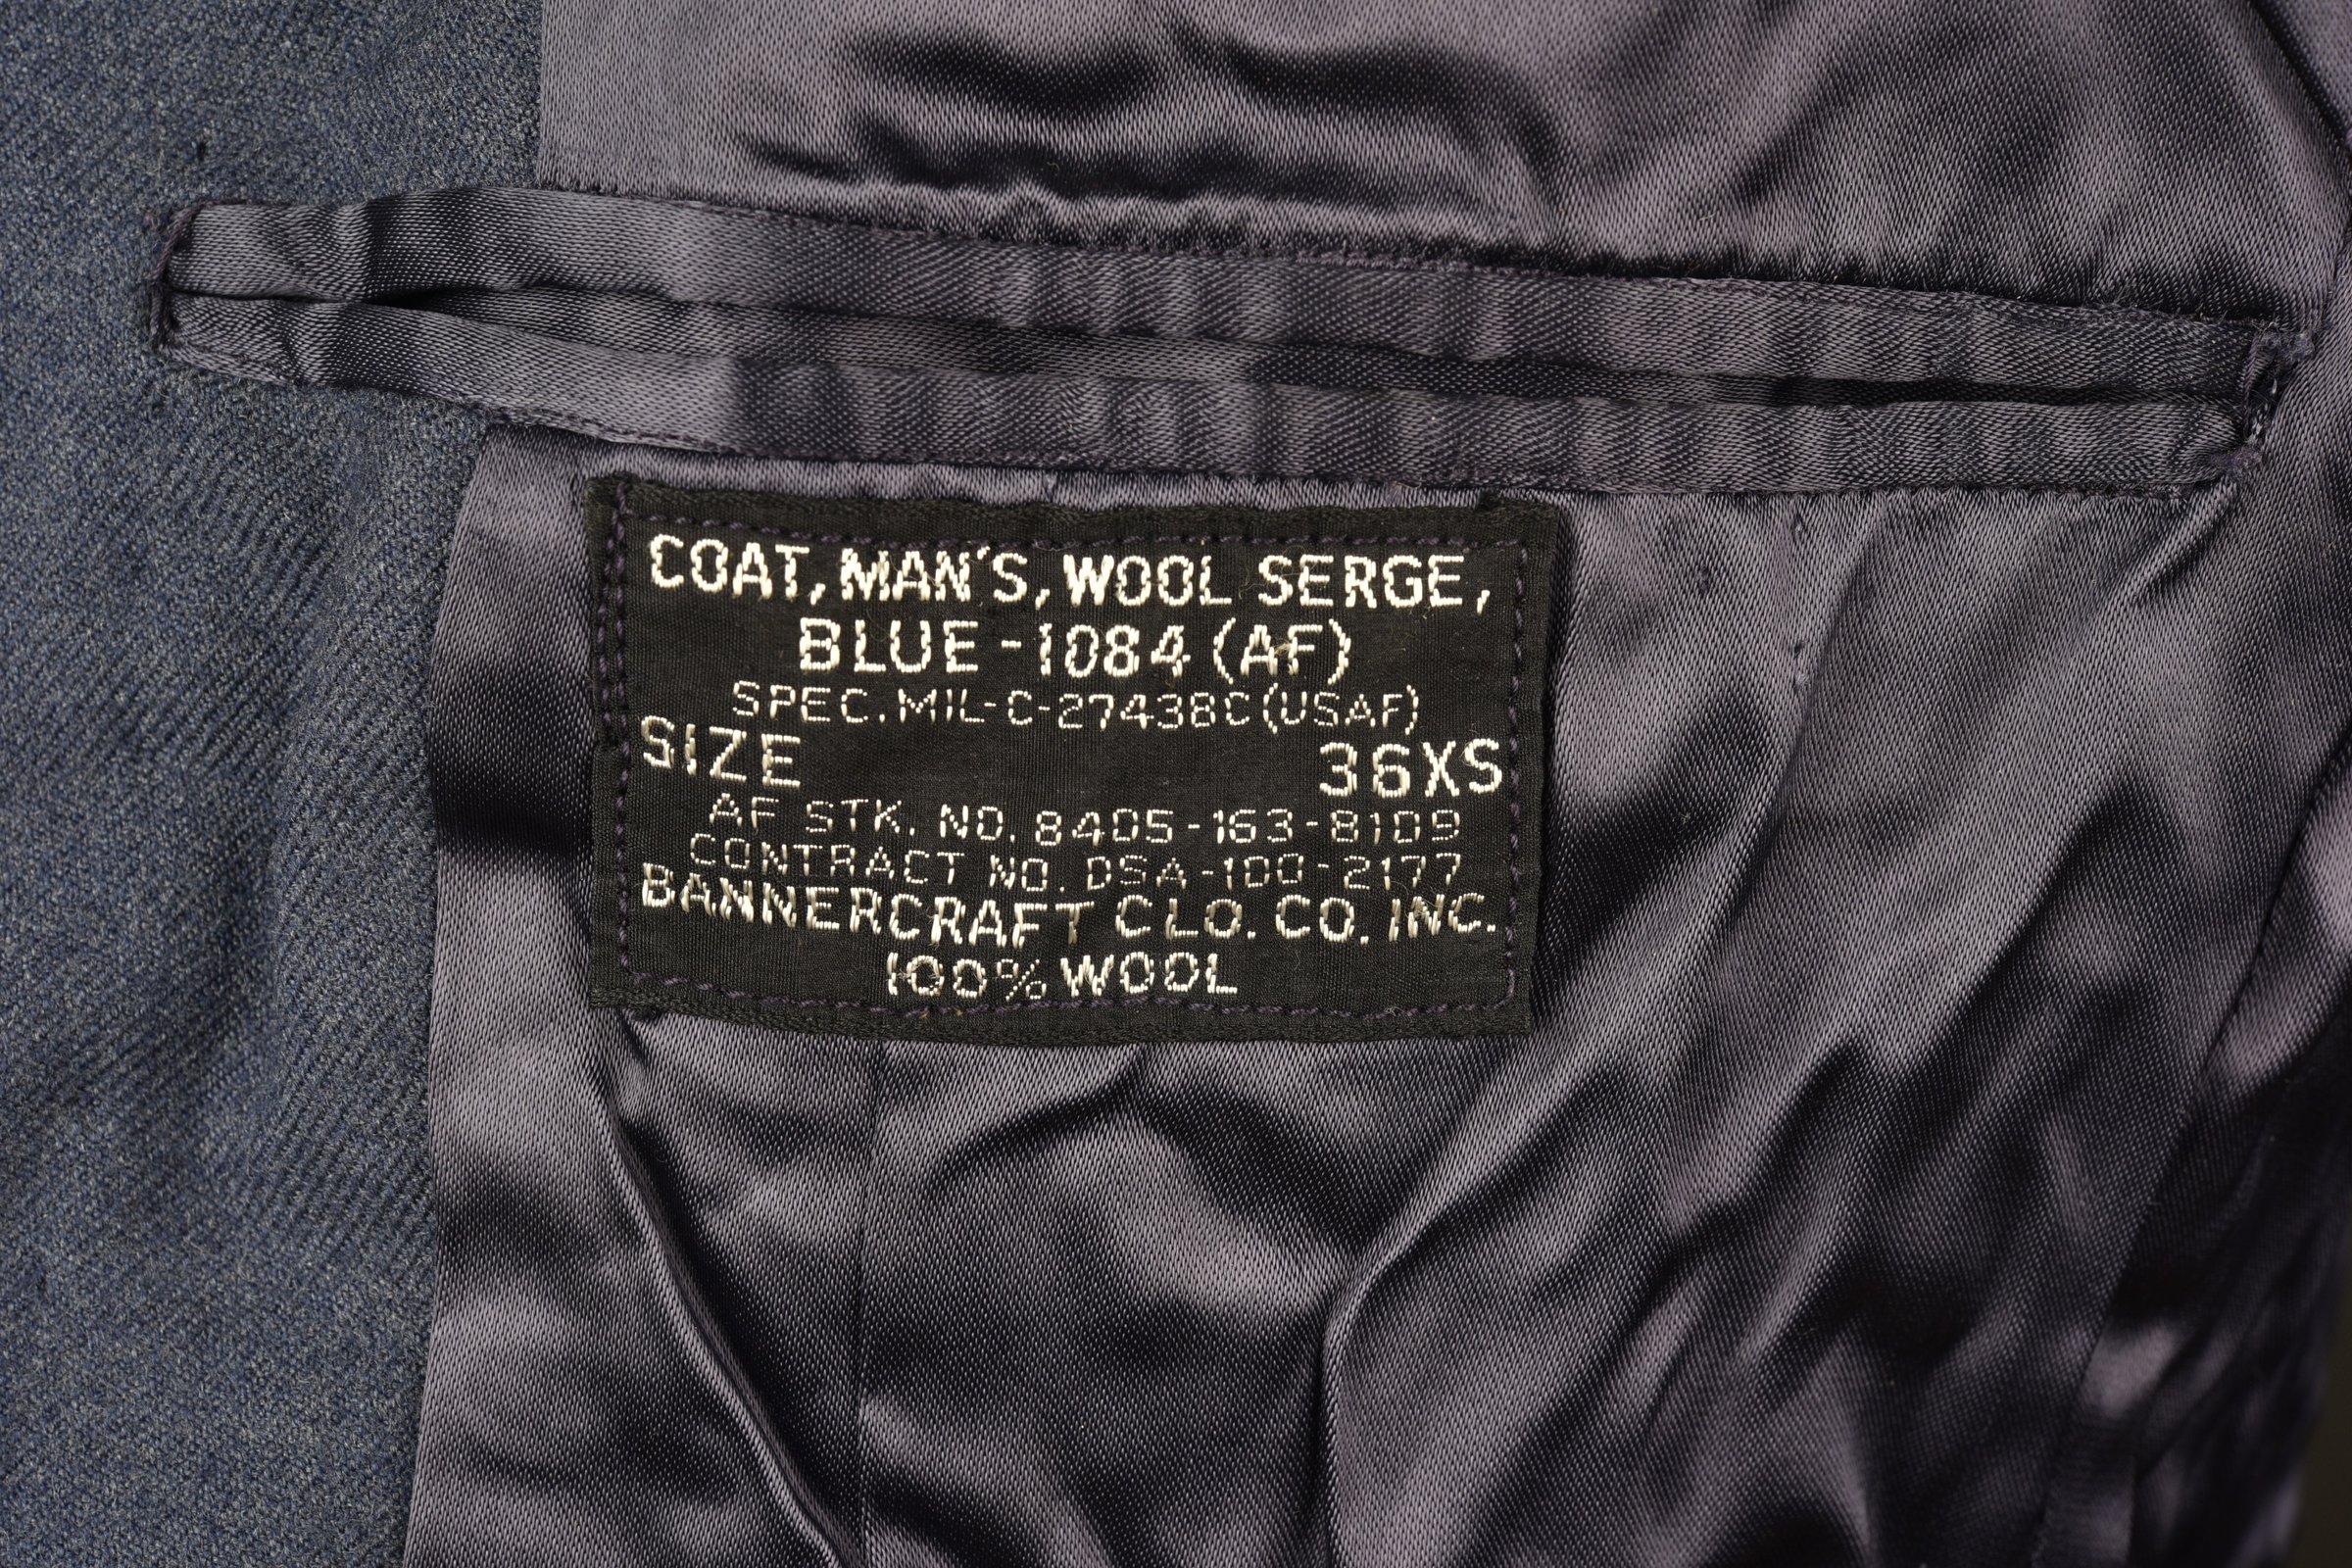 COAT, MAN'S, WOOL SERGE,
BLUE-1084 (AF)
SPEC. MIL-C-27438C (USAF)
SIZE 36XS
AF STK. NO. 8405-163-8109
CONTRACT NO. DSA-100-2177
BANNERCRAFT CLO. CO. INC.
100% WOOL